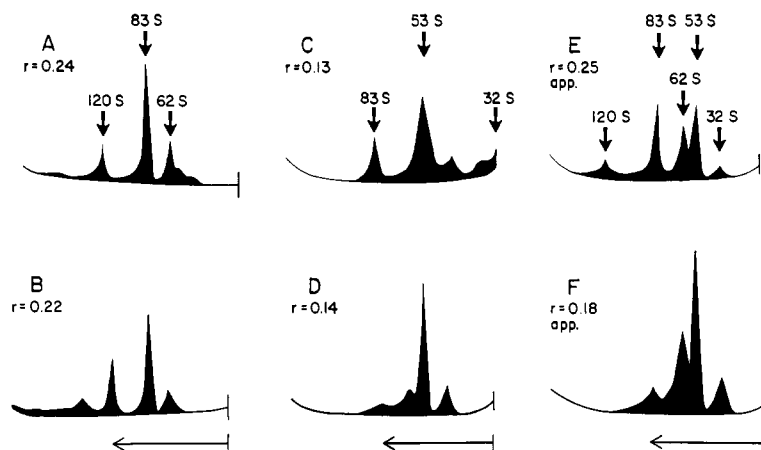 A
r=0.24
120 S
83 S
62 S
C
r=0.13
83 S
53 S
32 S
E
r=0.25
app.
120 S
83 S
62 S
53 S
32 S
B
r=0.22
D
r=0.14
F
r=0.18
app.